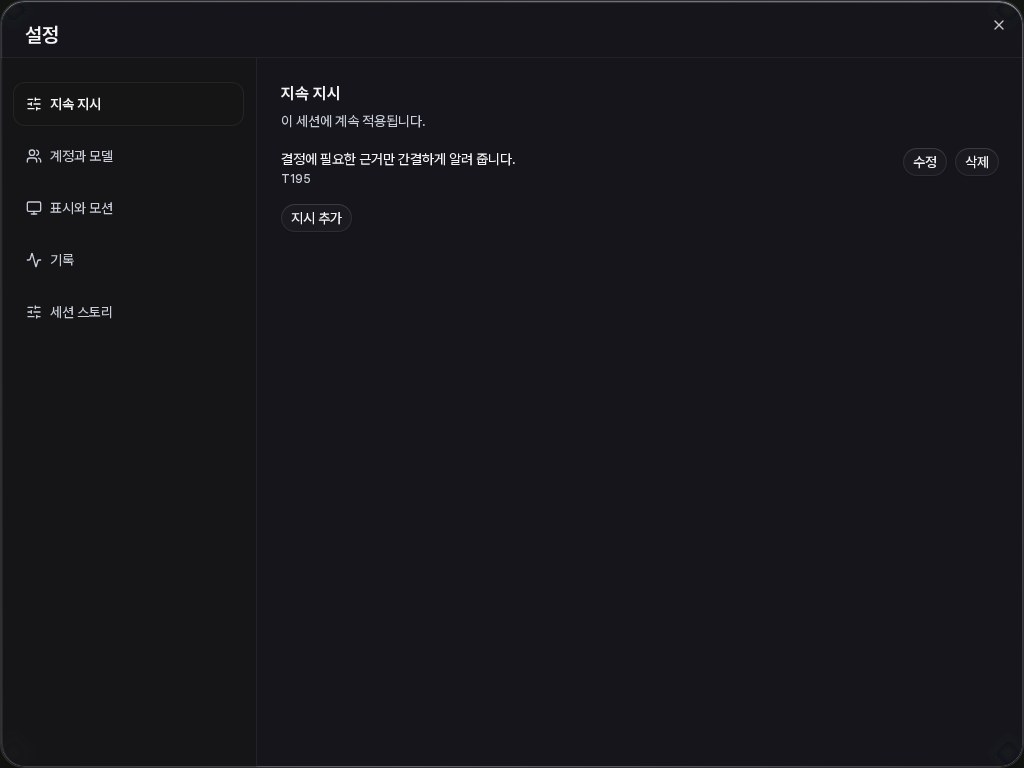 설정
지속 지시
계정과 모델
표시와 모션
기록
세션 스토리
지속 지시
이 세션에 계속 적용됩니다.
결정에 필요한 근거만 간결하게 알려 줍니다.
T195
수정
삭제
지시 추가